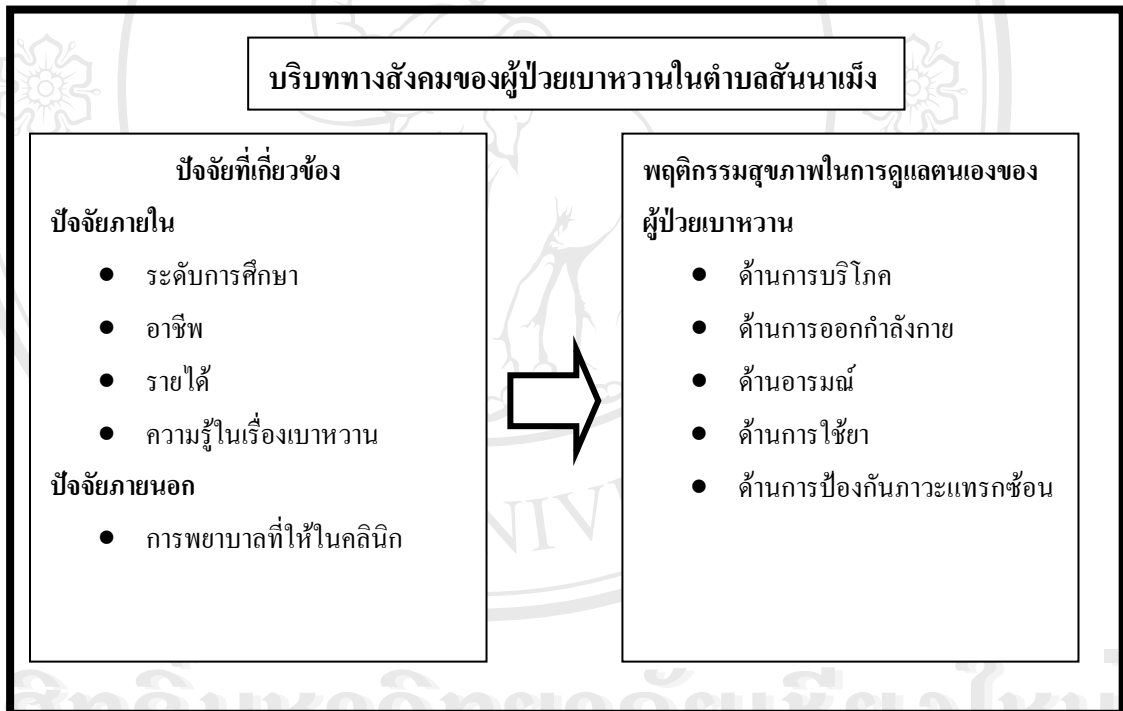 บริบททางสังคมของผู้ป่วยเบาหวานในตำบลสันนาเม็ง
ปัจจัยที่เกี่ยวข้อง
ปัจจัยภายใน
● ระดับการศึกษา
● อาชีพ
● รายได้
● ความรู้ในเรื่องเบาหวาน
ปัจจัยภายนอก
● การพยาบาลที่ให้ในคลินิก
พฤติกรรมสุขภาพในการดูแลตนเองของ
ผู้ป่วยเบาหวาน
● ด้านการบริโภค
● ด้านการออกกำลังกาย
● ด้านอารมณ์
● ด้านการใช้ยา
● ด้านการป้องกันภาวะแทรกซ้อน